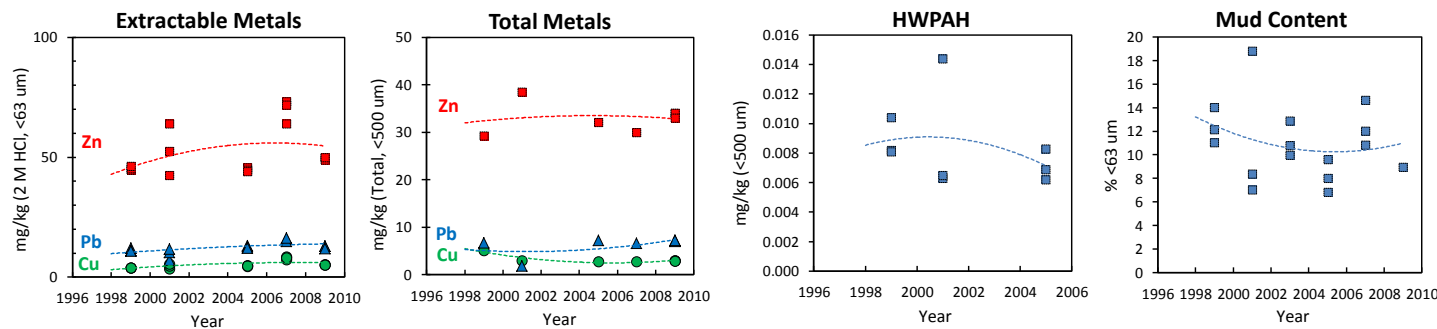 Extractable Metals
mg/kg (2 M HCl, <63 um)
100
50
0
Zn
Pb
Cu
1996 1998 2000 2002 2004 2006 2008 2010
Year
Total Metals
mg/kg (Total, <500 um)
50
40
30
20
10
0
Zn
Pb
Cu
1996 1998 2000 2002 2004 2006 2008 2010
Year
HWPAH
mg/kg (<500 um)
0.016
0.014
0.012
0.010
0.008
0.006
0.004
0.002
0.000
1996 1998 2000 2002 2004 2006
Year
Mud Content
% <63 um
20
18
16
14
12
10
8
6
4
2
0
1996 1998 2000 2002 2004 2006 2008 2010
Year